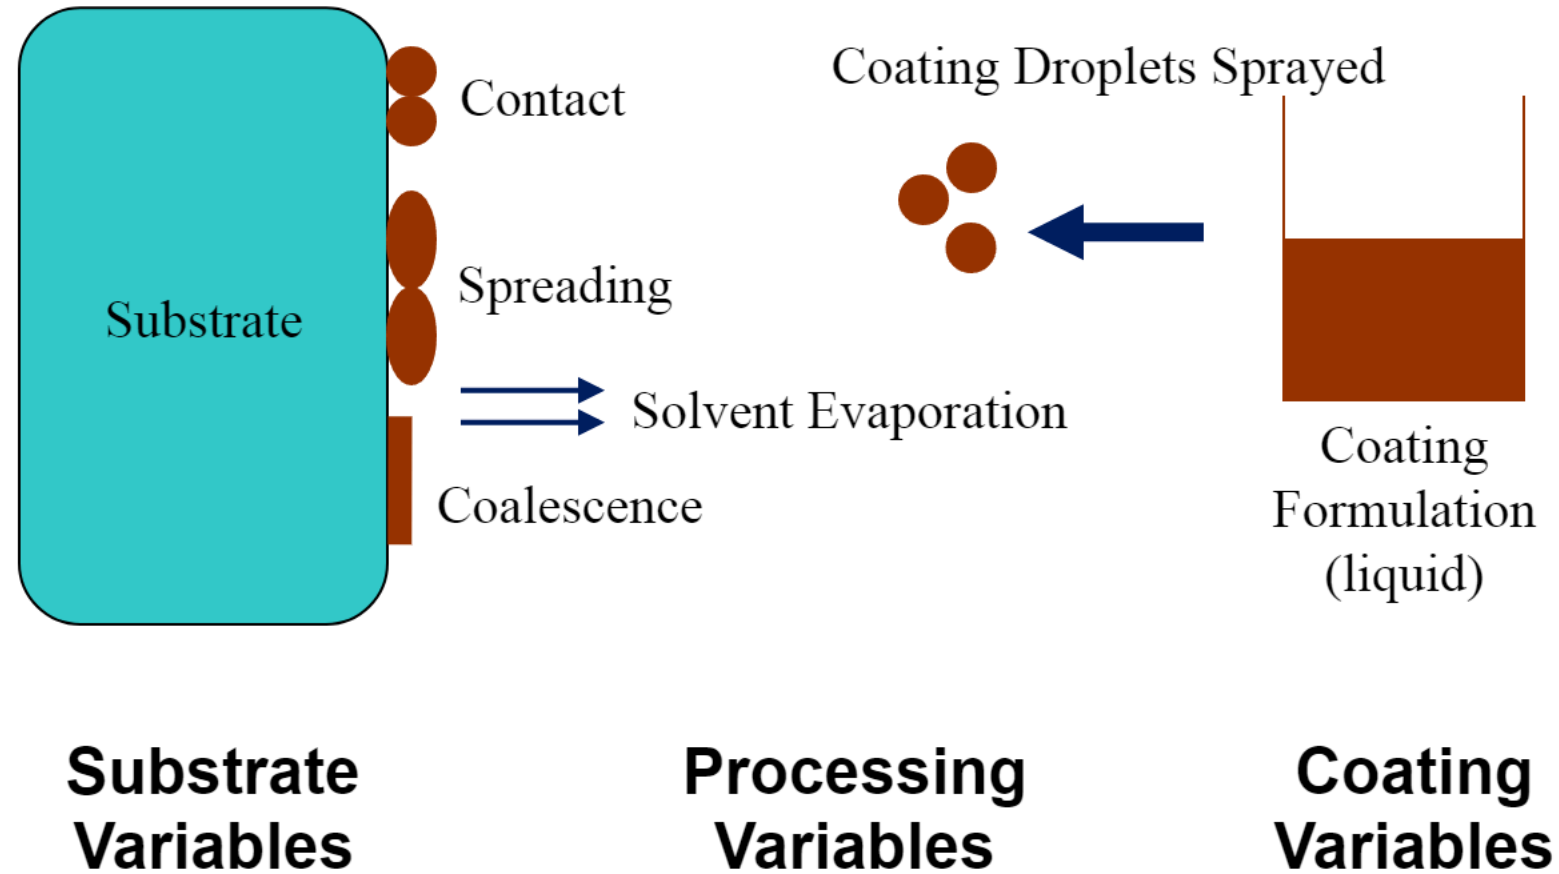 Coating Droplets Sprayed
Contact
Spreading
Substrate
Solvent Evaporation
Coalescence
Coating
Formulation
(liquid)
Substrate
Variables
Processing
Variables
Coating
Variables